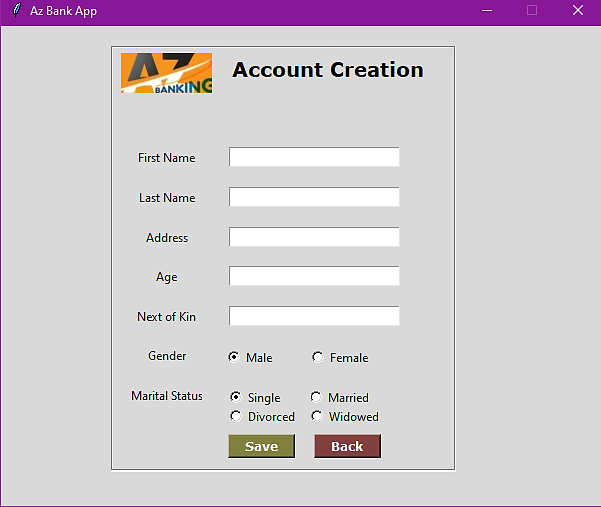 Az Bank App
AZ
BANKING
Account Creation
First Name
Last Name
Address
Age
Next of Kin
Gender Male Female
Marital Status Single Married
Divorced Widowed
Save Back